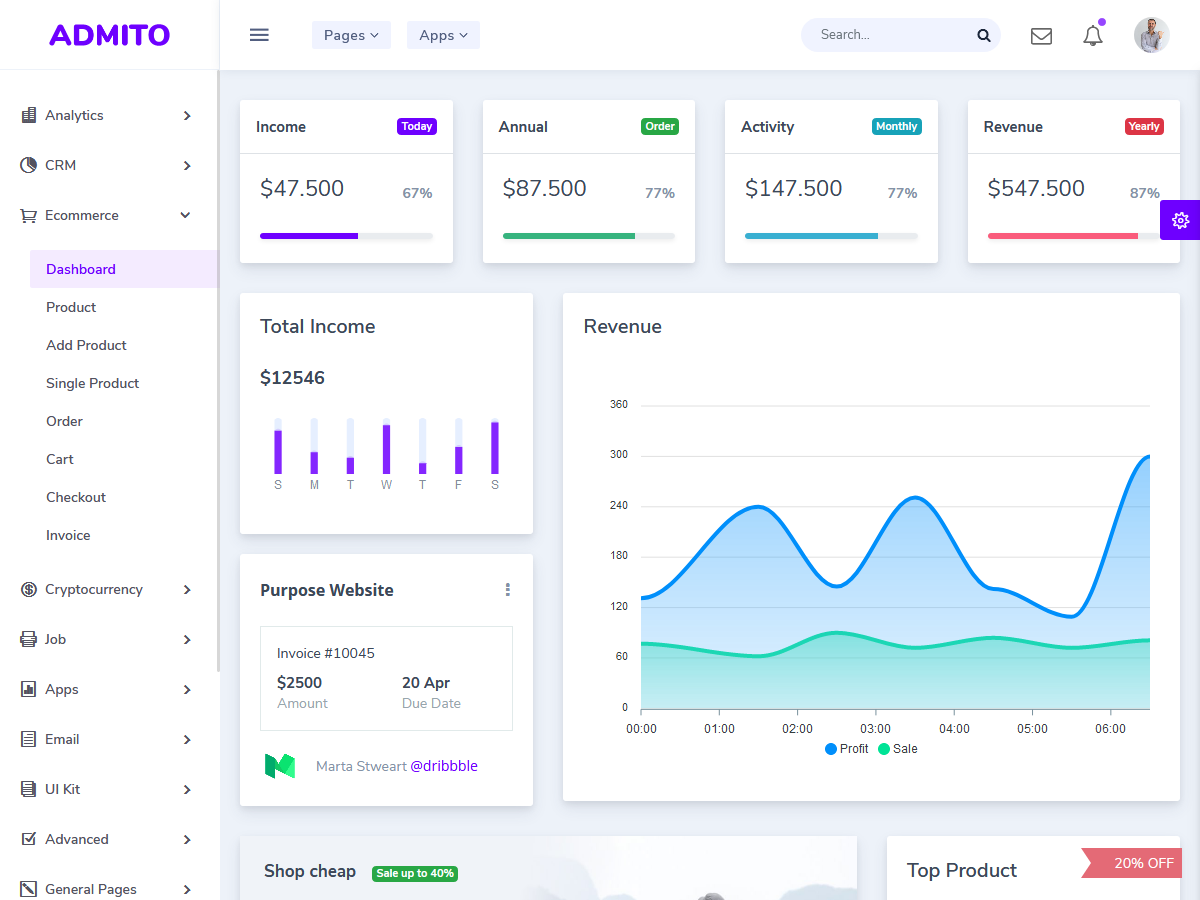 ADMITO
Pages
Apps
Search...
Analytics
CRM
Ecommerce
Dashboard
Product
Add Product
Single Product
Order
Cart
Checkout
Invoice
Cryptocurrency
Job
Apps
Email
UI Kit
Advanced
General Pages
Income Today
$47.500 67%
Annual Order
$87.500 77%
Activity Monthly
$147.500 77%
Revenue Yearly
$547.500 87%
Total Income
$12546
S M T W T F S
Purpose Website
Invoice #10045
$2500 20 Apr
Amount Due Date
Marta Stweart @dribbble
Revenue
360
300
240
180
120
60
0
00:00 01:00 02:00 03:00 04:00 05:00 06:00
Profit Sale
Shop cheap Sale up to 40%
Top Product 20% OFF